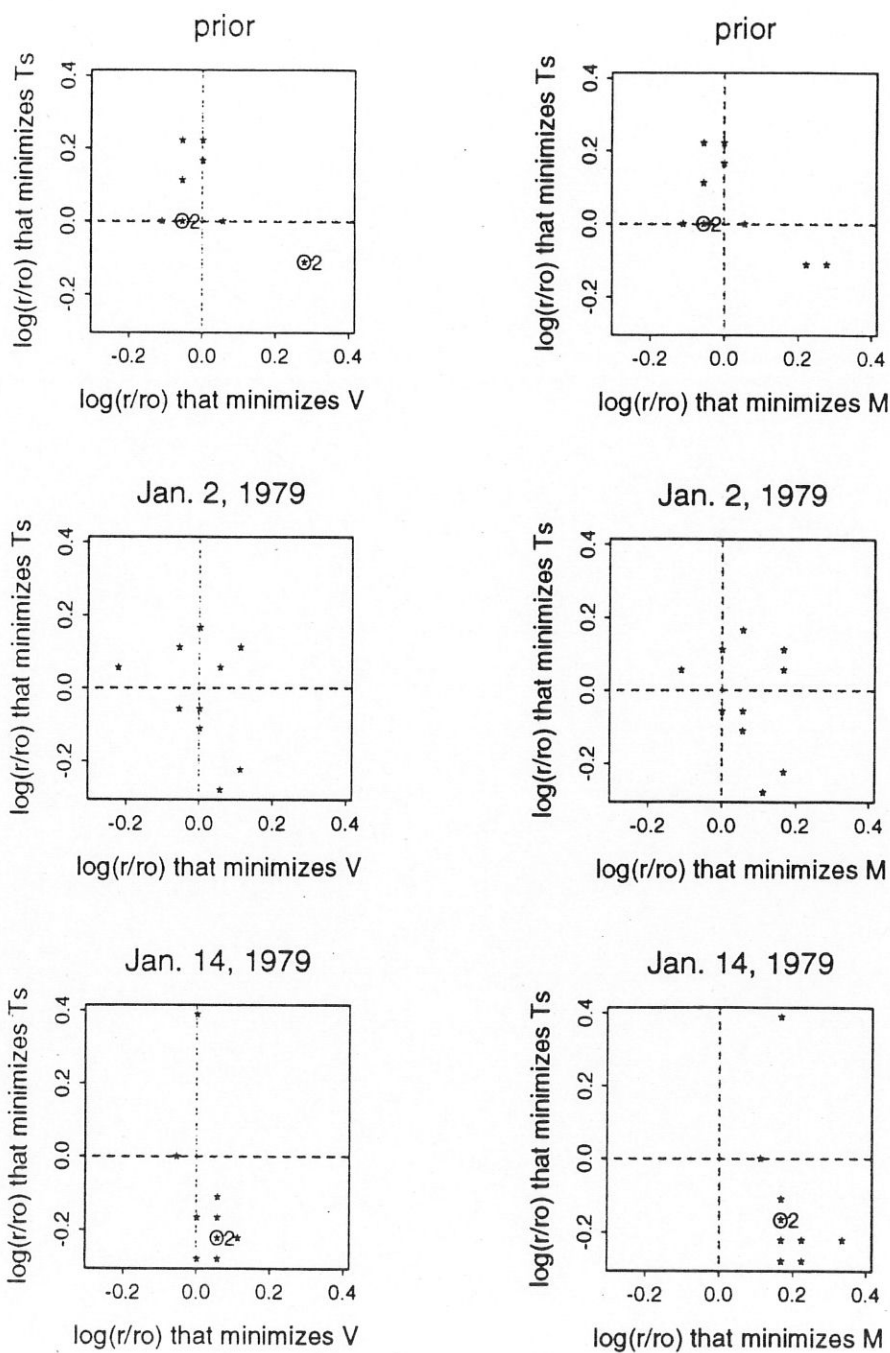 prior
log(r/ro) that minimizes Ts
0.4
0.2
0.0
-0.2
2
2
-0.2 0.0 0.2 0.4
log(r/ro) that minimizes V
prior
log(r/ro) that minimizes Ts
0.4
0.2
0.0
-0.2
2
-0.2 0.0 0.2 0.4
log(r/ro) that minimizes M
Jan. 2, 1979
log(r/ro) that minimizes Ts
0.4
0.2
0.0
-0.2
-0.2 0.0 0.2 0.4
log(r/ro) that minimizes V
Jan. 2, 1979
log(r/ro) that minimizes Ts
0.4
0.2
0.0
-0.2
-0.2 0.0 0.2 0.4
log(r/ro) that minimizes M
Jan. 14, 1979
log(r/ro) that minimizes Ts
0.4
0.2
0.0
-0.2
2
-0.2 0.0 0.2 0.4
log(r/ro) that minimizes V
Jan. 14, 1979
log(r/ro) that minimizes Ts
0.4
0.2
0.0
-0.2
2
-0.2 0.0 0.2 0.4
log(r/ro) that minimizes M